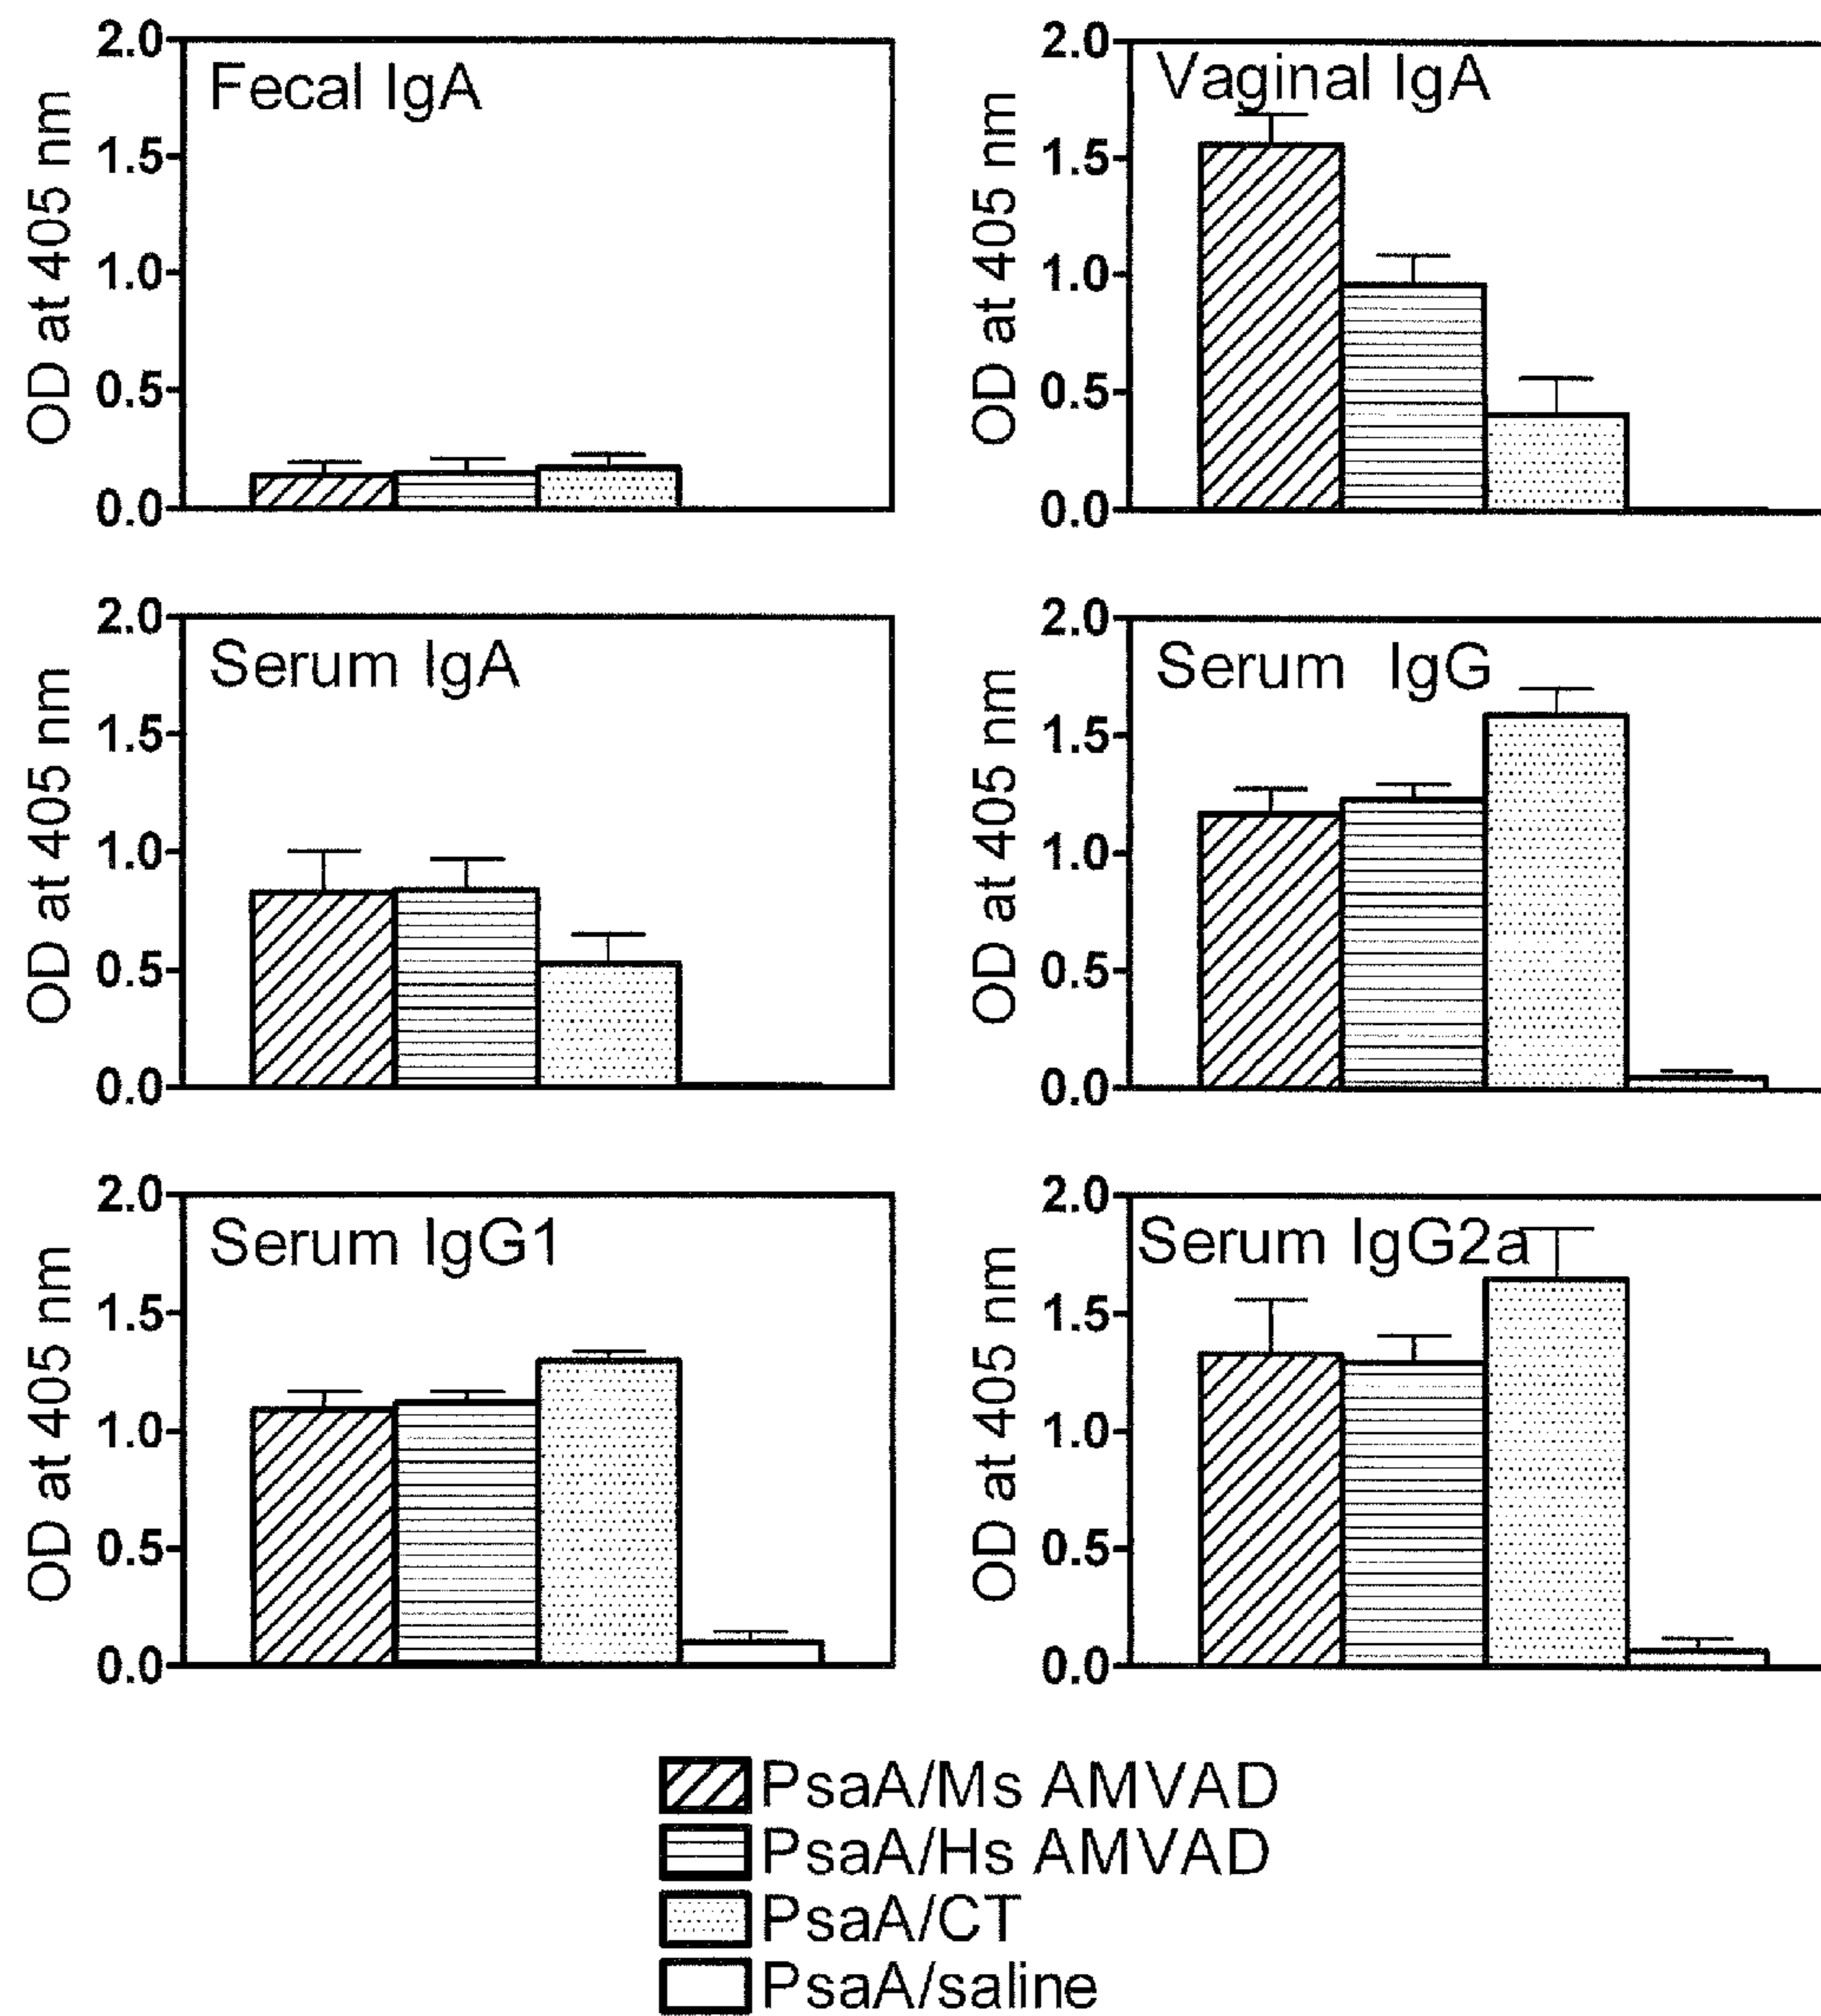 Fecal IgA
OD at 405 nm
2.0
1.5
1.0
0.5
0.0
Vaginal IgA
OD at 405 nm
2.0
1.5
1.0
0.5
0.0
Serum IgA
OD at 405 nm
2.0
1.5
1.0
0.5
0.0
Serum IgG
OD at 405 nm
2.0
1.5
1.0
0.5
0.0
Serum IgG1
OD at 405 nm
2.0
1.5
1.0
0.5
0.0
Serum IgG2a
OD at 405 nm
2.0
1.5
1.0
0.5
0.0
PsaA/Ms AMVAD
PsaA/Hs AMVAD
PsaA/CT
PsaA/saline